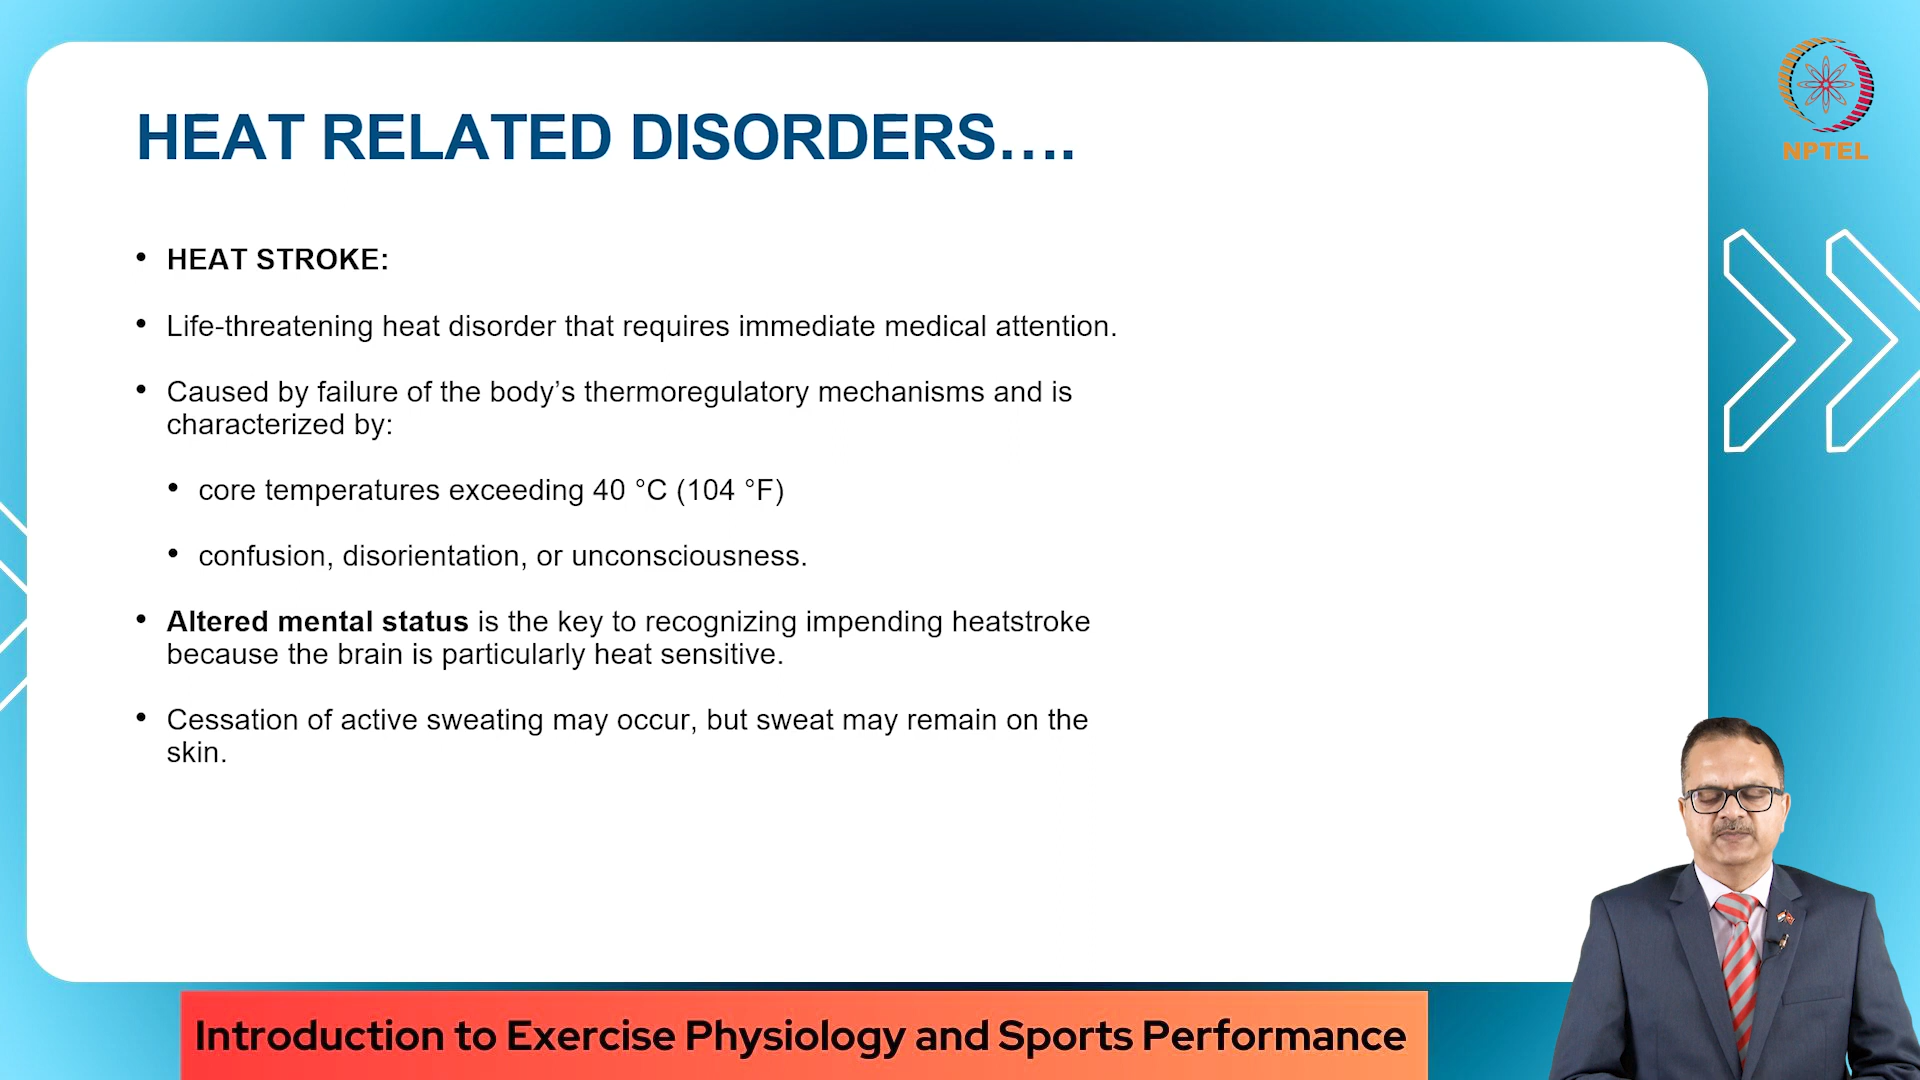 HEAT RELATED DISORDERS….
NPTEL
• HEAT STROKE:
• Life-threatening heat disorder that requires immediate medical attention.
• Caused by failure of the body’s thermoregulatory mechanisms and is
characterized by:
• core temperatures exceeding 40 °C (104 °F)
• confusion, disorientation, or unconsciousness.
• Altered mental status is the key to recognizing impending heatstroke
because the brain is particularly heat sensitive.
• Cessation of active sweating may occur, but sweat may remain on the
skin.
Introduction to Exercise Physiology and Sports Performance